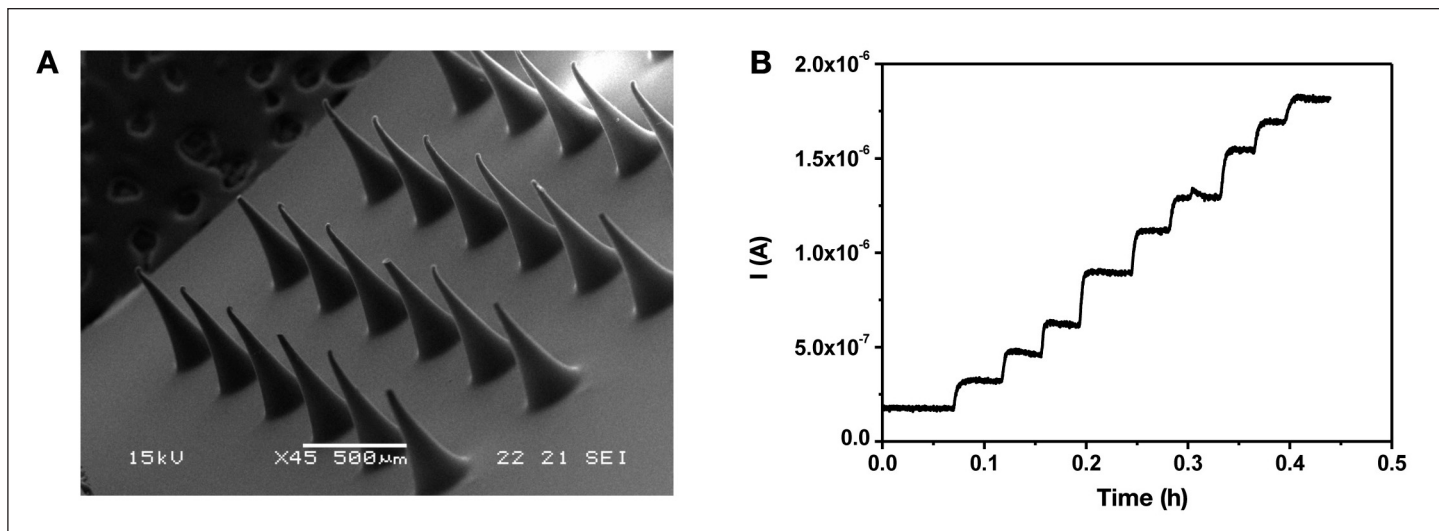 A
15kV X45 500μm 22 21 SEI
B
2.0x10⁻⁶
1.5x10⁻⁶
1.0x10⁻⁶
5.0x10⁻⁷
0.0
I (A)
0.0 0.1 0.2 0.3 0.4 0.5
Time (h)